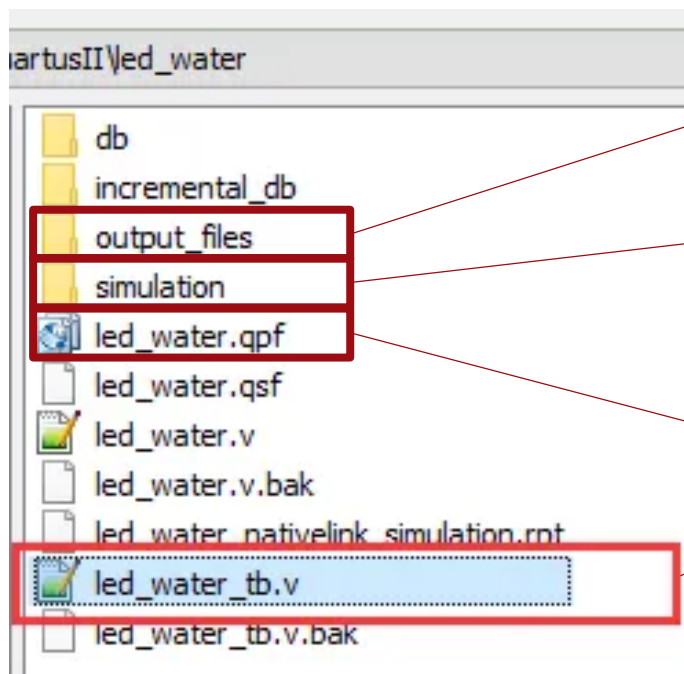 artusII\led_water
db
incremental_db
output_files
simulation
led_water.qpf
led_water.qsf
led_water.v
led_water.v.bak
led_water_nativelink_simulation.rpt
led_water_tb.v
led_water_tb.v.bak